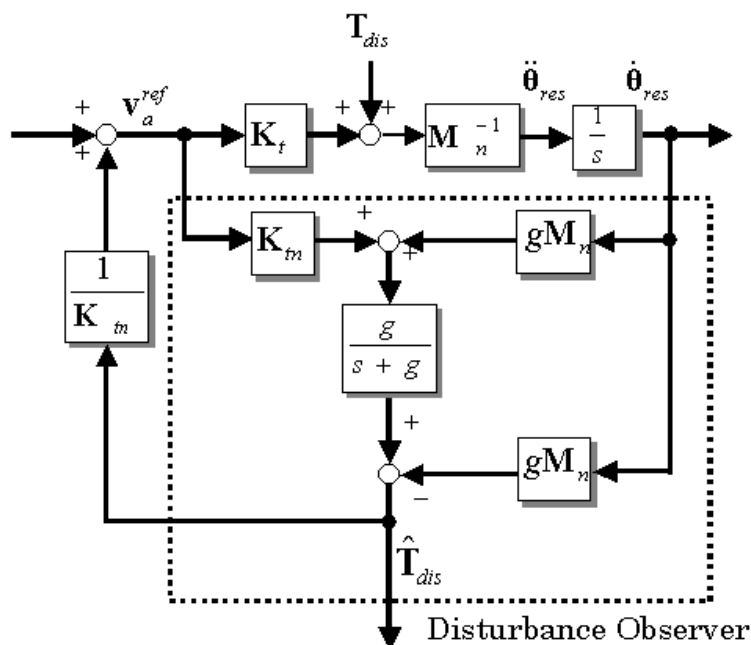 T_dis
+ v_a^ref + + θ̈_res θ̇_res
+ K_t M_n^-1 1/s
+ K_tn + gM_n
1/K_tn g/(s + g)
+ gM_n
−
T̂_dis
Disturbance Observer